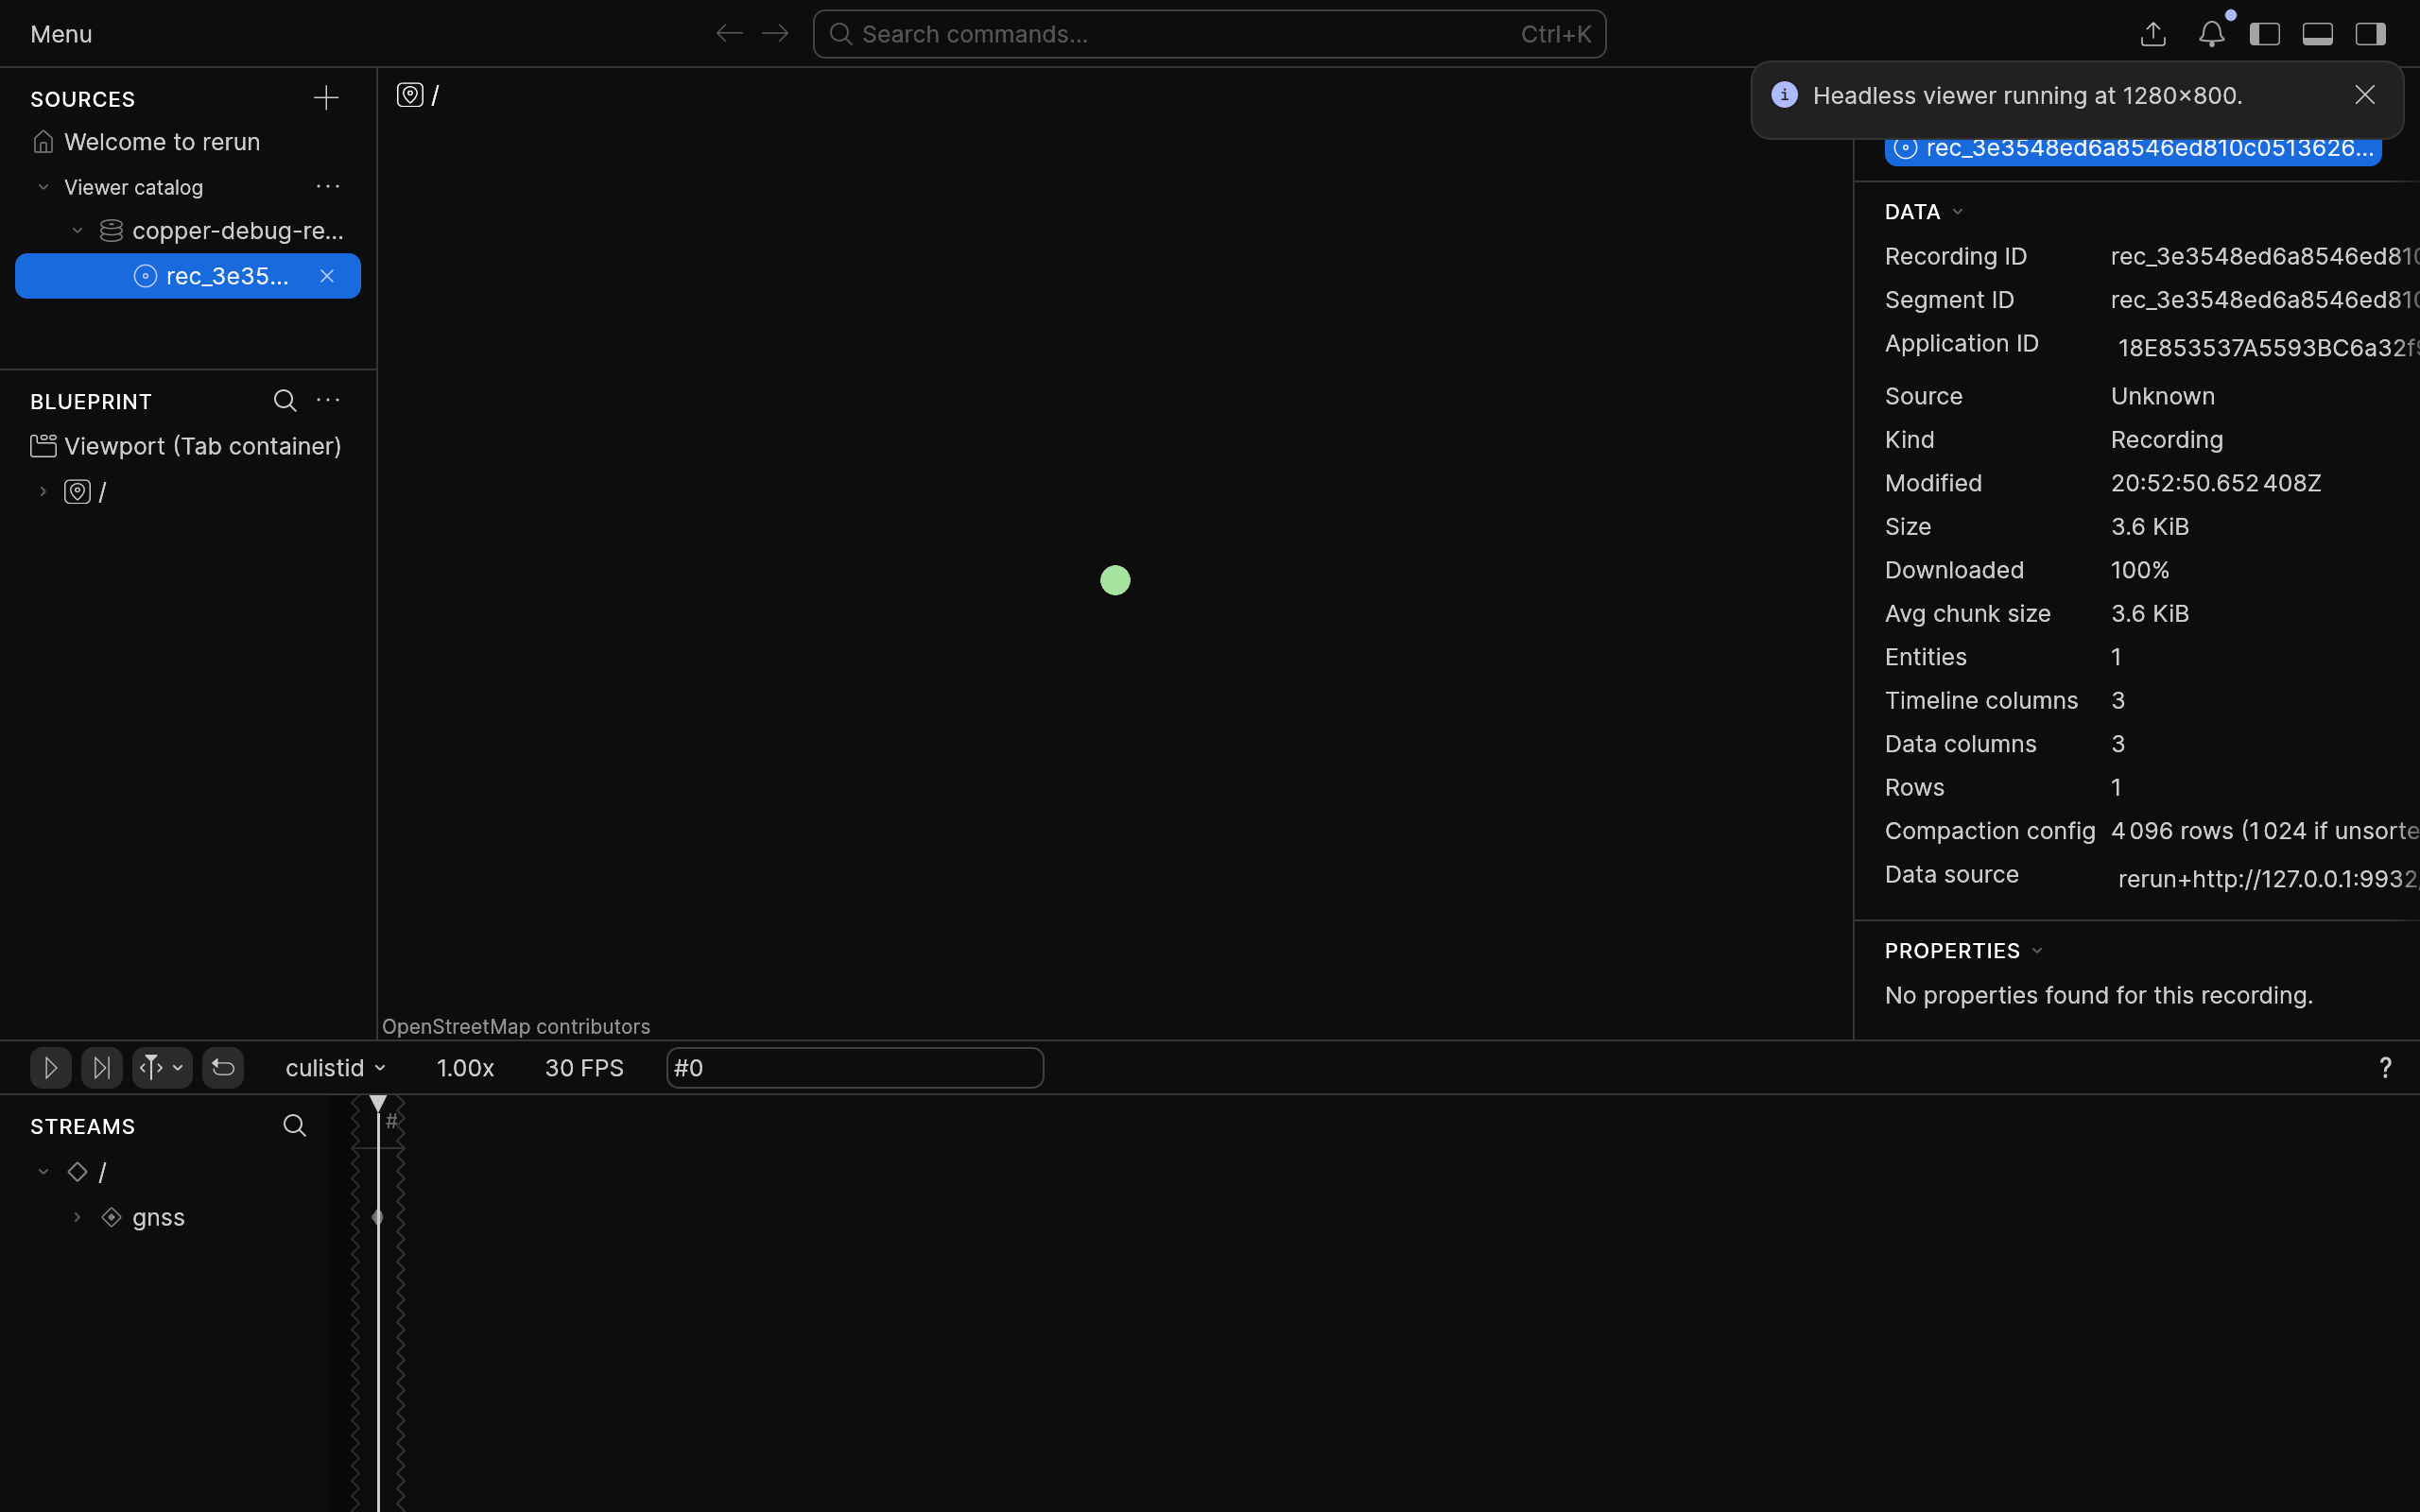 Menu
Search commands...
Ctrl+K
Headless viewer running at 1280×800.
SOURCES
Welcome to rerun
Viewer catalog
copper-debug-re...
rec_3e35...
BLUEPRINT
Viewport (Tab container)
/
/
OpenStreetMap contributors
rec_3e3548ed6a8546ed810c0513626...
DATA
Recording ID rec_3e3548ed6a8546ed810
Segment ID rec_3e3548ed6a8546ed810
Application ID 18E853537A5593BC6a32f
Source Unknown
Kind Recording
Modified 20:52:50.652 408Z
Size 3.6 KiB
Downloaded 100%
Avg chunk size 3.6 KiB
Entities 1
Timeline columns 3
Data columns 3
Rows 1
Compaction config 4 096 rows (1 024 if unsorte
Data source rerun+http://127.0.0.1:9932
PROPERTIES
No properties found for this recording.
culistid 1.00x 30 FPS #0 ?
STREAMS
#
/
gnss